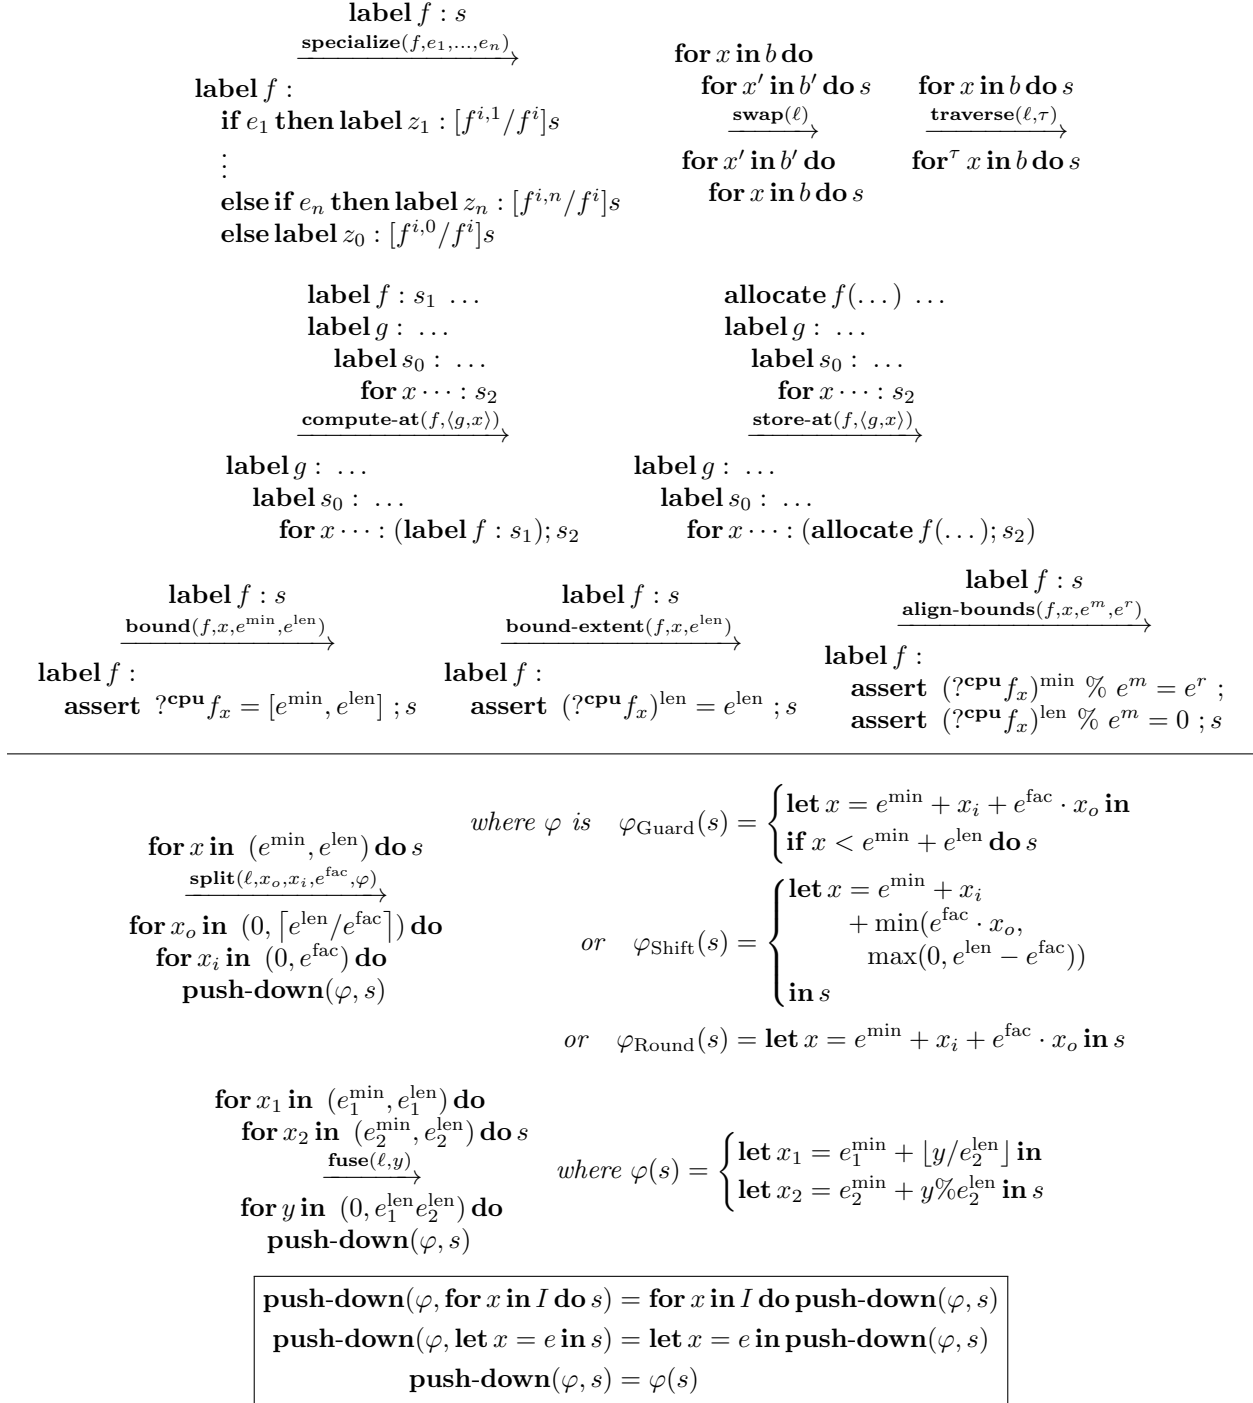 label f : s
specialize(f,e₁,...,eₙ)
label f :
if e₁ then label z₁ : [f^{i,1}/f^i]s
⋮
else if eₙ then label zₙ : [f^{i,n}/f^i]s
else label z₀ : [f^{i,0}/f^i]s
for x in b do
for x′ in b′ do s
swap(ℓ)
for x′ in b′ do
for x in b do s
for x in b do s
traverse(ℓ,τ)
for^τ x in b do s
label f : s₁ …
label g : …
label s₀ : …
for x ⋯ : s₂
compute-at(f,⟨g,x⟩)
label g : …
label s₀ : …
for x ⋯ : (label f : s₁); s₂
allocate f(…) …
label g : …
label s₀ : …
for x ⋯ : s₂
store-at(f,⟨g,x⟩)
label g : …
label s₀ : …
for x ⋯ : (allocate f(…); s₂)
label f : s
bound(f,x,e^min,e^len)
label f :
assert ?^cpu f_x = [e^min, e^len] ; s
label f : s
bound-extent(f,x,e^len)
label f :
assert (?^cpu f_x)^len = e^len ; s
label f : s
align-bounds(f,x,e^m,e^r)
label f :
assert (?^cpu f_x)^min % e^m = e^r ;
assert (?^cpu f_x)^len % e^m = 0 ; s
for x in (e^min, e^len) do s
split(ℓ,x_o,x_i,e^fac,φ)
for x_o in (0, ⌈e^len/e^fac⌉) do
for x_i in (0, e^fac) do
push-down(φ, s)
where φ is φ_Guard(s) = { let x = e^min + x_i + e^fac · x_o in
if x < e^min + e^len do s
or φ_Shift(s) = { let x = e^min + x_i
+ min(e^fac · x_o,
max(0, e^len − e^fac))
in s
or φ_Round(s) = let x = e^min + x_i + e^fac · x_o in s
for x₁ in (e₁^min, e₁^len) do
for x₂ in (e₂^min, e₂^len) do s
fuse(ℓ,y)
for y in (0, e₁^len e₂^len) do
push-down(φ, s)
where φ(s) = { let x₁ = e₁^min + ⌊y/e₂^len⌋ in
let x₂ = e₂^min + y%e₂^len in s
push-down(φ, for x in I do s) = for x in I do push-down(φ, s)
push-down(φ, let x = e in s) = let x = e in push-down(φ, s)
push-down(φ, s) = φ(s)